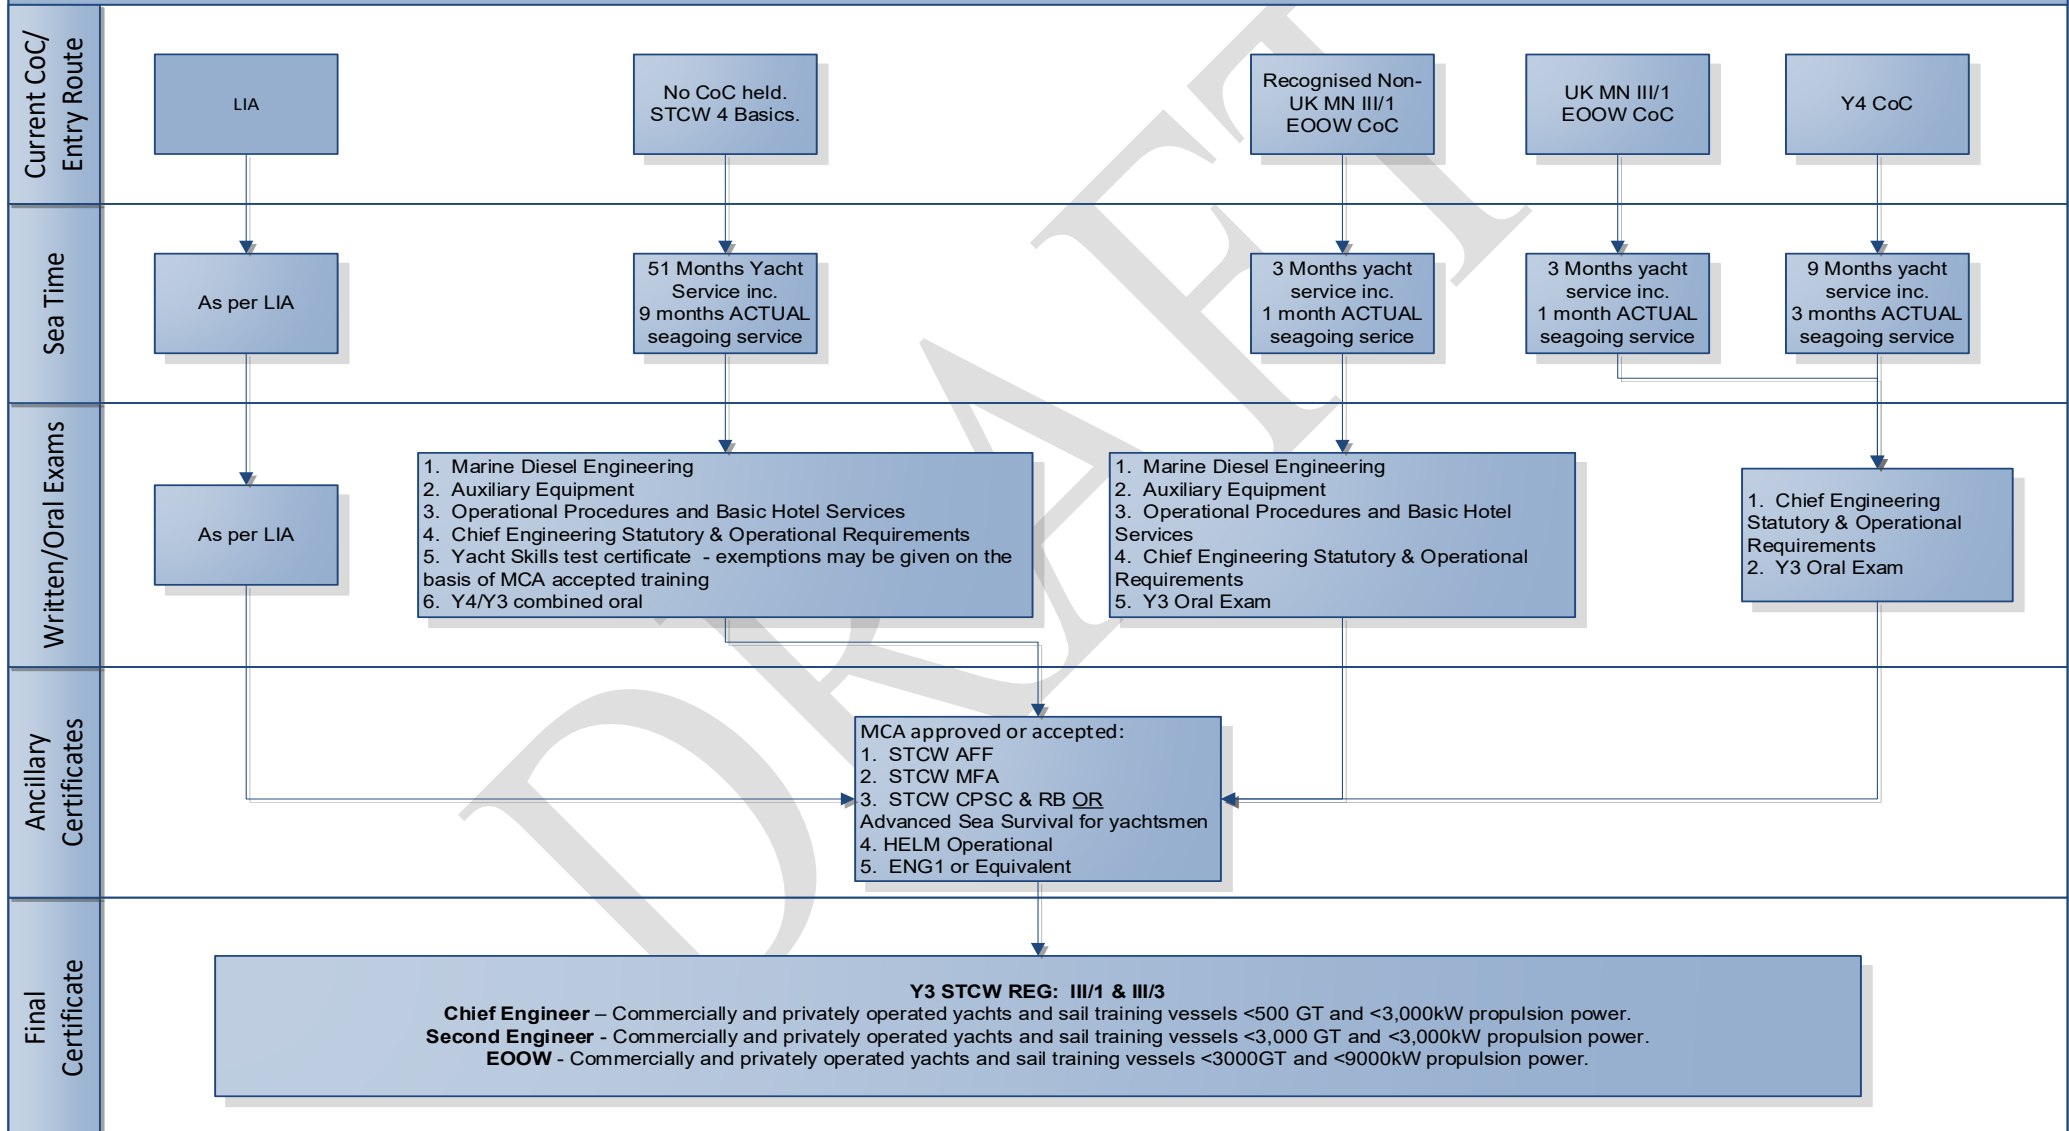 Current CoC/
Entry Route
LIA
No CoC held.
STCW 4 Basics.
Recognised Non-
UK MN III/1
EOOW CoC
UK MN III/1
EOOW CoC
Y4 CoC
Sea Time
As per LIA
51 Months Yacht
Service inc.
9 months ACTUAL
seagoing service
3 Months yacht
service inc.
1 month ACTUAL
seagoing serice
3 Months yacht
service inc.
1 month ACTUAL
seagoing service
9 Months yacht
service inc.
3 months ACTUAL
seagoing service
Written/Oral Exams
As per LIA
1. Marine Diesel Engineering
2. Auxiliary Equipment
3. Operational Procedures and Basic Hotel Services
4. Chief Engineering Statutory & Operational Requirements
5. Yacht Skills test certificate - exemptions may be given on the
basis of MCA accepted training
6. Y4/Y3 combined oral
1. Marine Diesel Engineering
2. Auxiliary Equipment
3. Operational Procedures and Basic Hotel
Services
4. Chief Engineering Statutory & Operational
Requirements
5. Y3 Oral Exam
1. Chief Engineering
Statutory & Operational
Requirements
2. Y3 Oral Exam
Ancillary
Certificates
MCA approved or accepted:
1. STCW AFF
2. STCW MFA
3. STCW CPSC & RB OR
Advanced Sea Survival for yachtsmen
4. HELM Operational
5. ENG1 or Equivalent
Final
Certificate
Y3 STCW REG: III/1 & III/3
Chief Engineer – Commercially and privately operated yachts and sail training vessels <500 GT and <3,000kW propulsion power.
Second Engineer - Commercially and privately operated yachts and sail training vessels <3,000 GT and <3,000kW propulsion power.
EOOW - Commercially and privately operated yachts and sail training vessels <3000GT and <9000kW propulsion power.
DRAFT